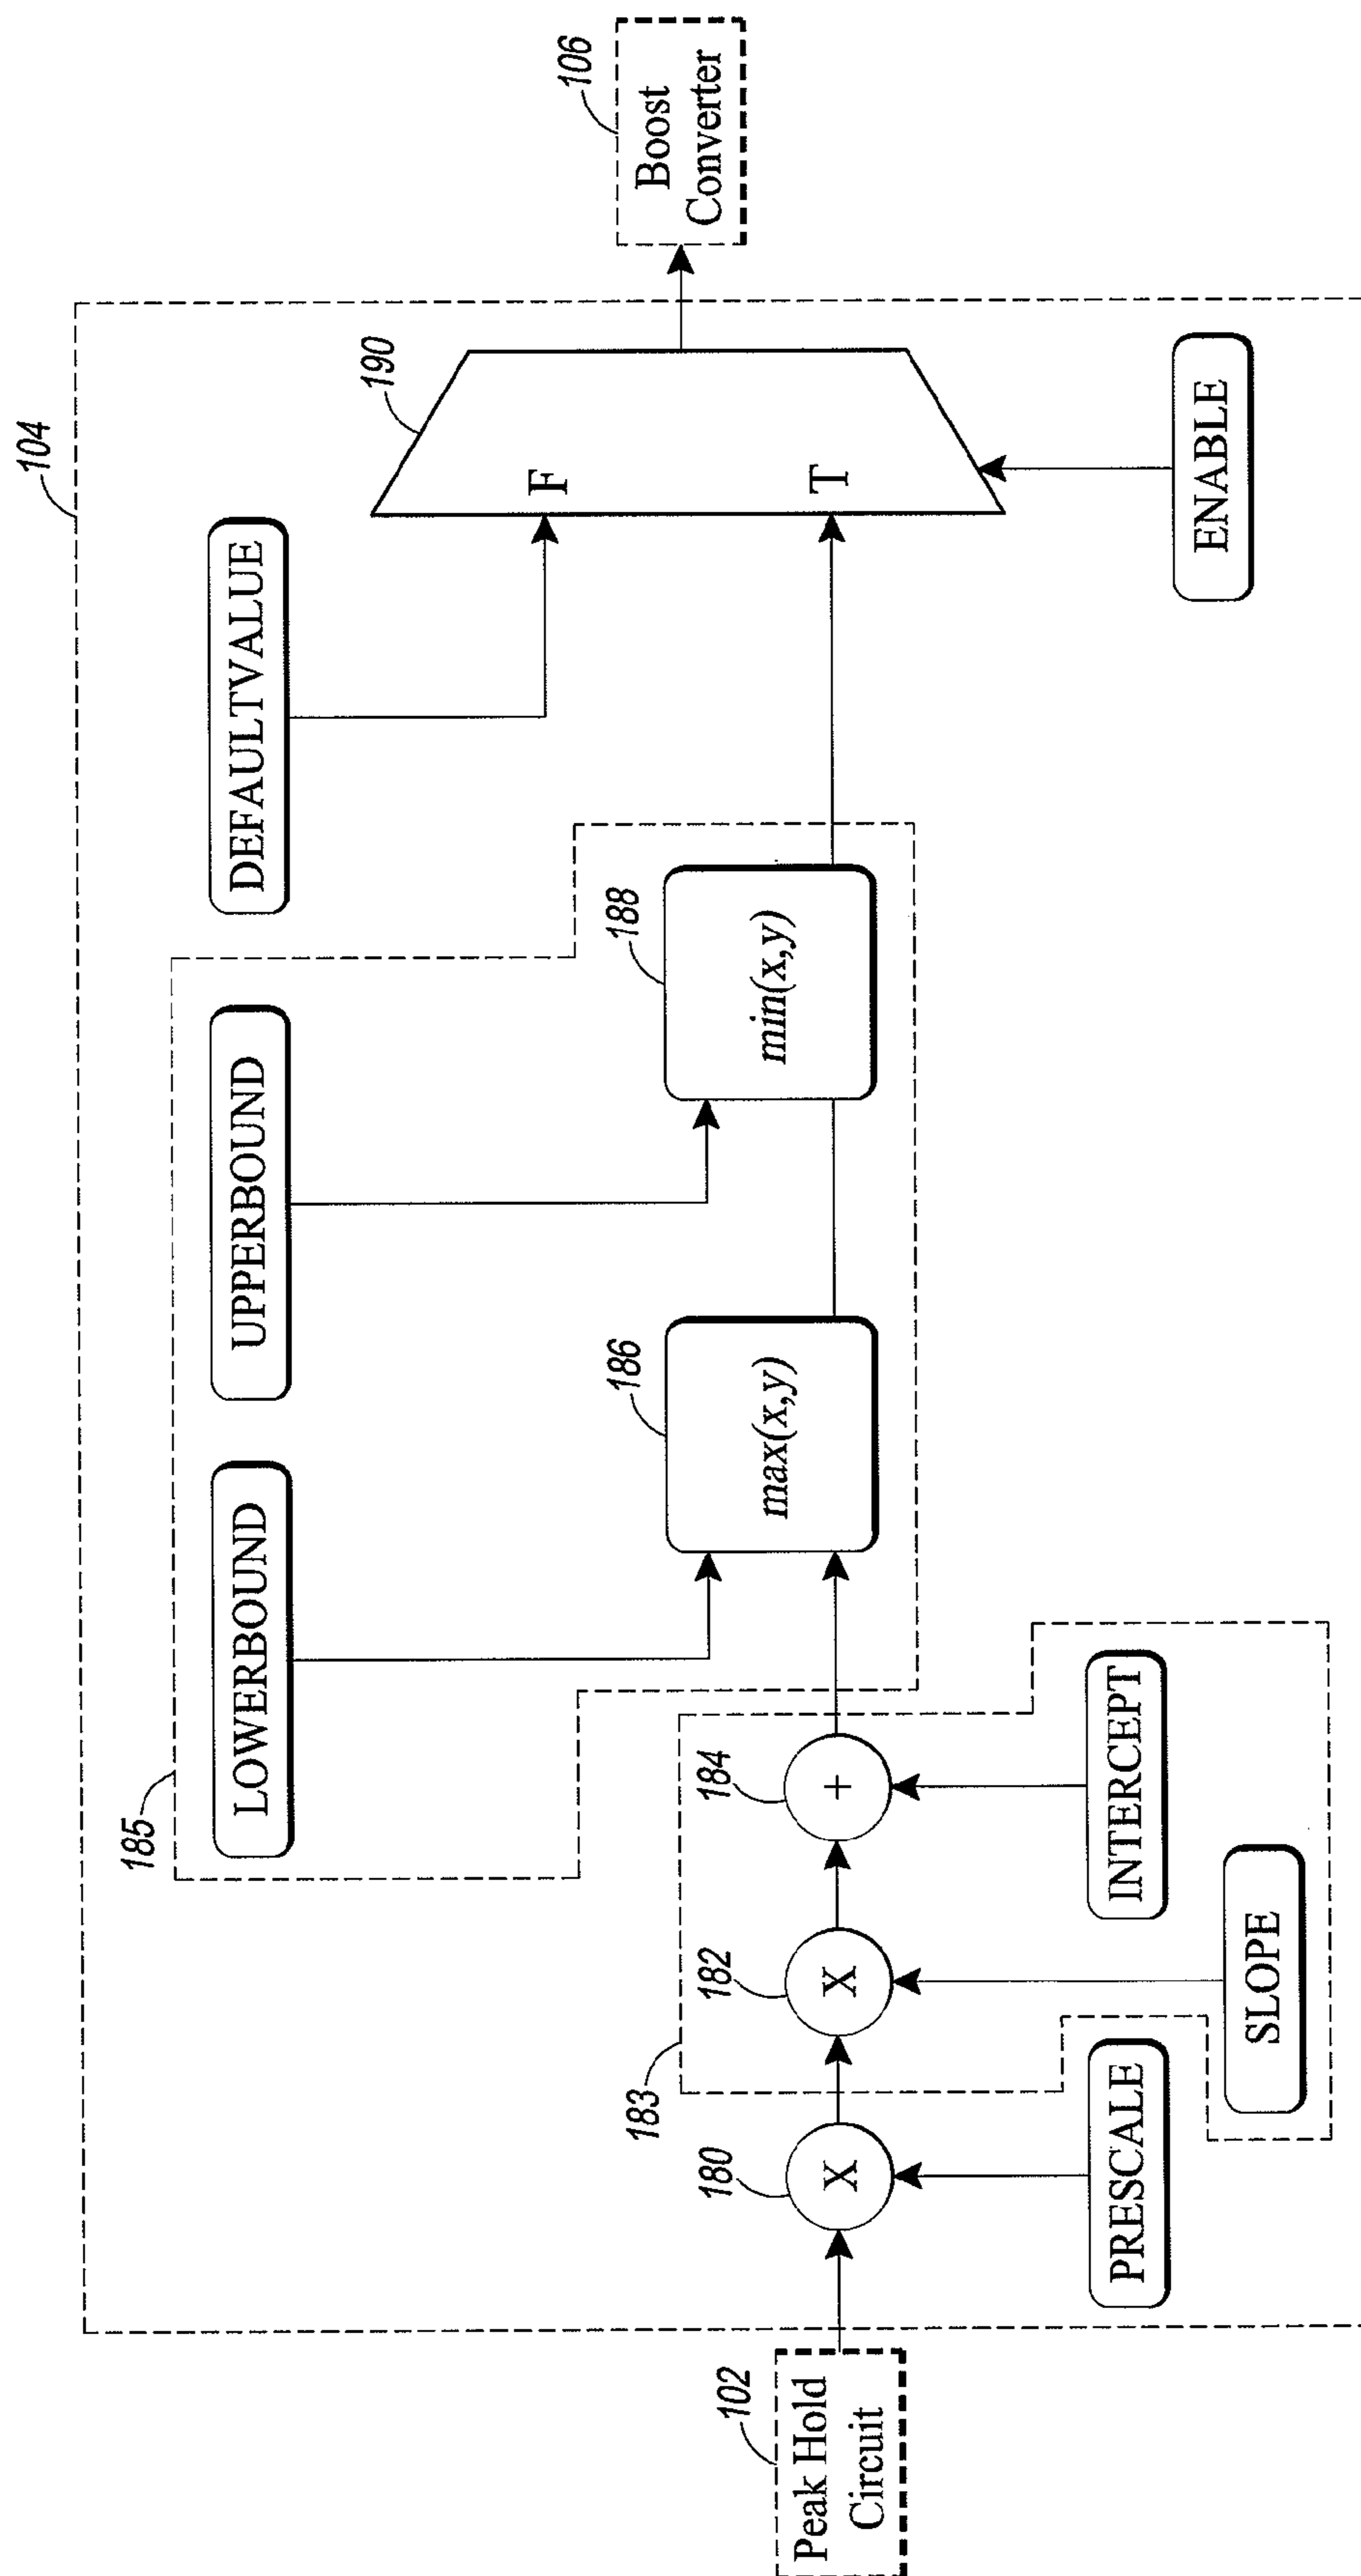 104
185
LOWERBOUND
UPPERBOUND
DEFAULTVALUE
190
F
T
106
Boost
Converter
186
max(x,y)
188
min(x,y)
102
Peak Hold
Circuit
180
X
183
182
X
184
+
PRESCALE
SLOPE
INTERCEPT
ENABLE